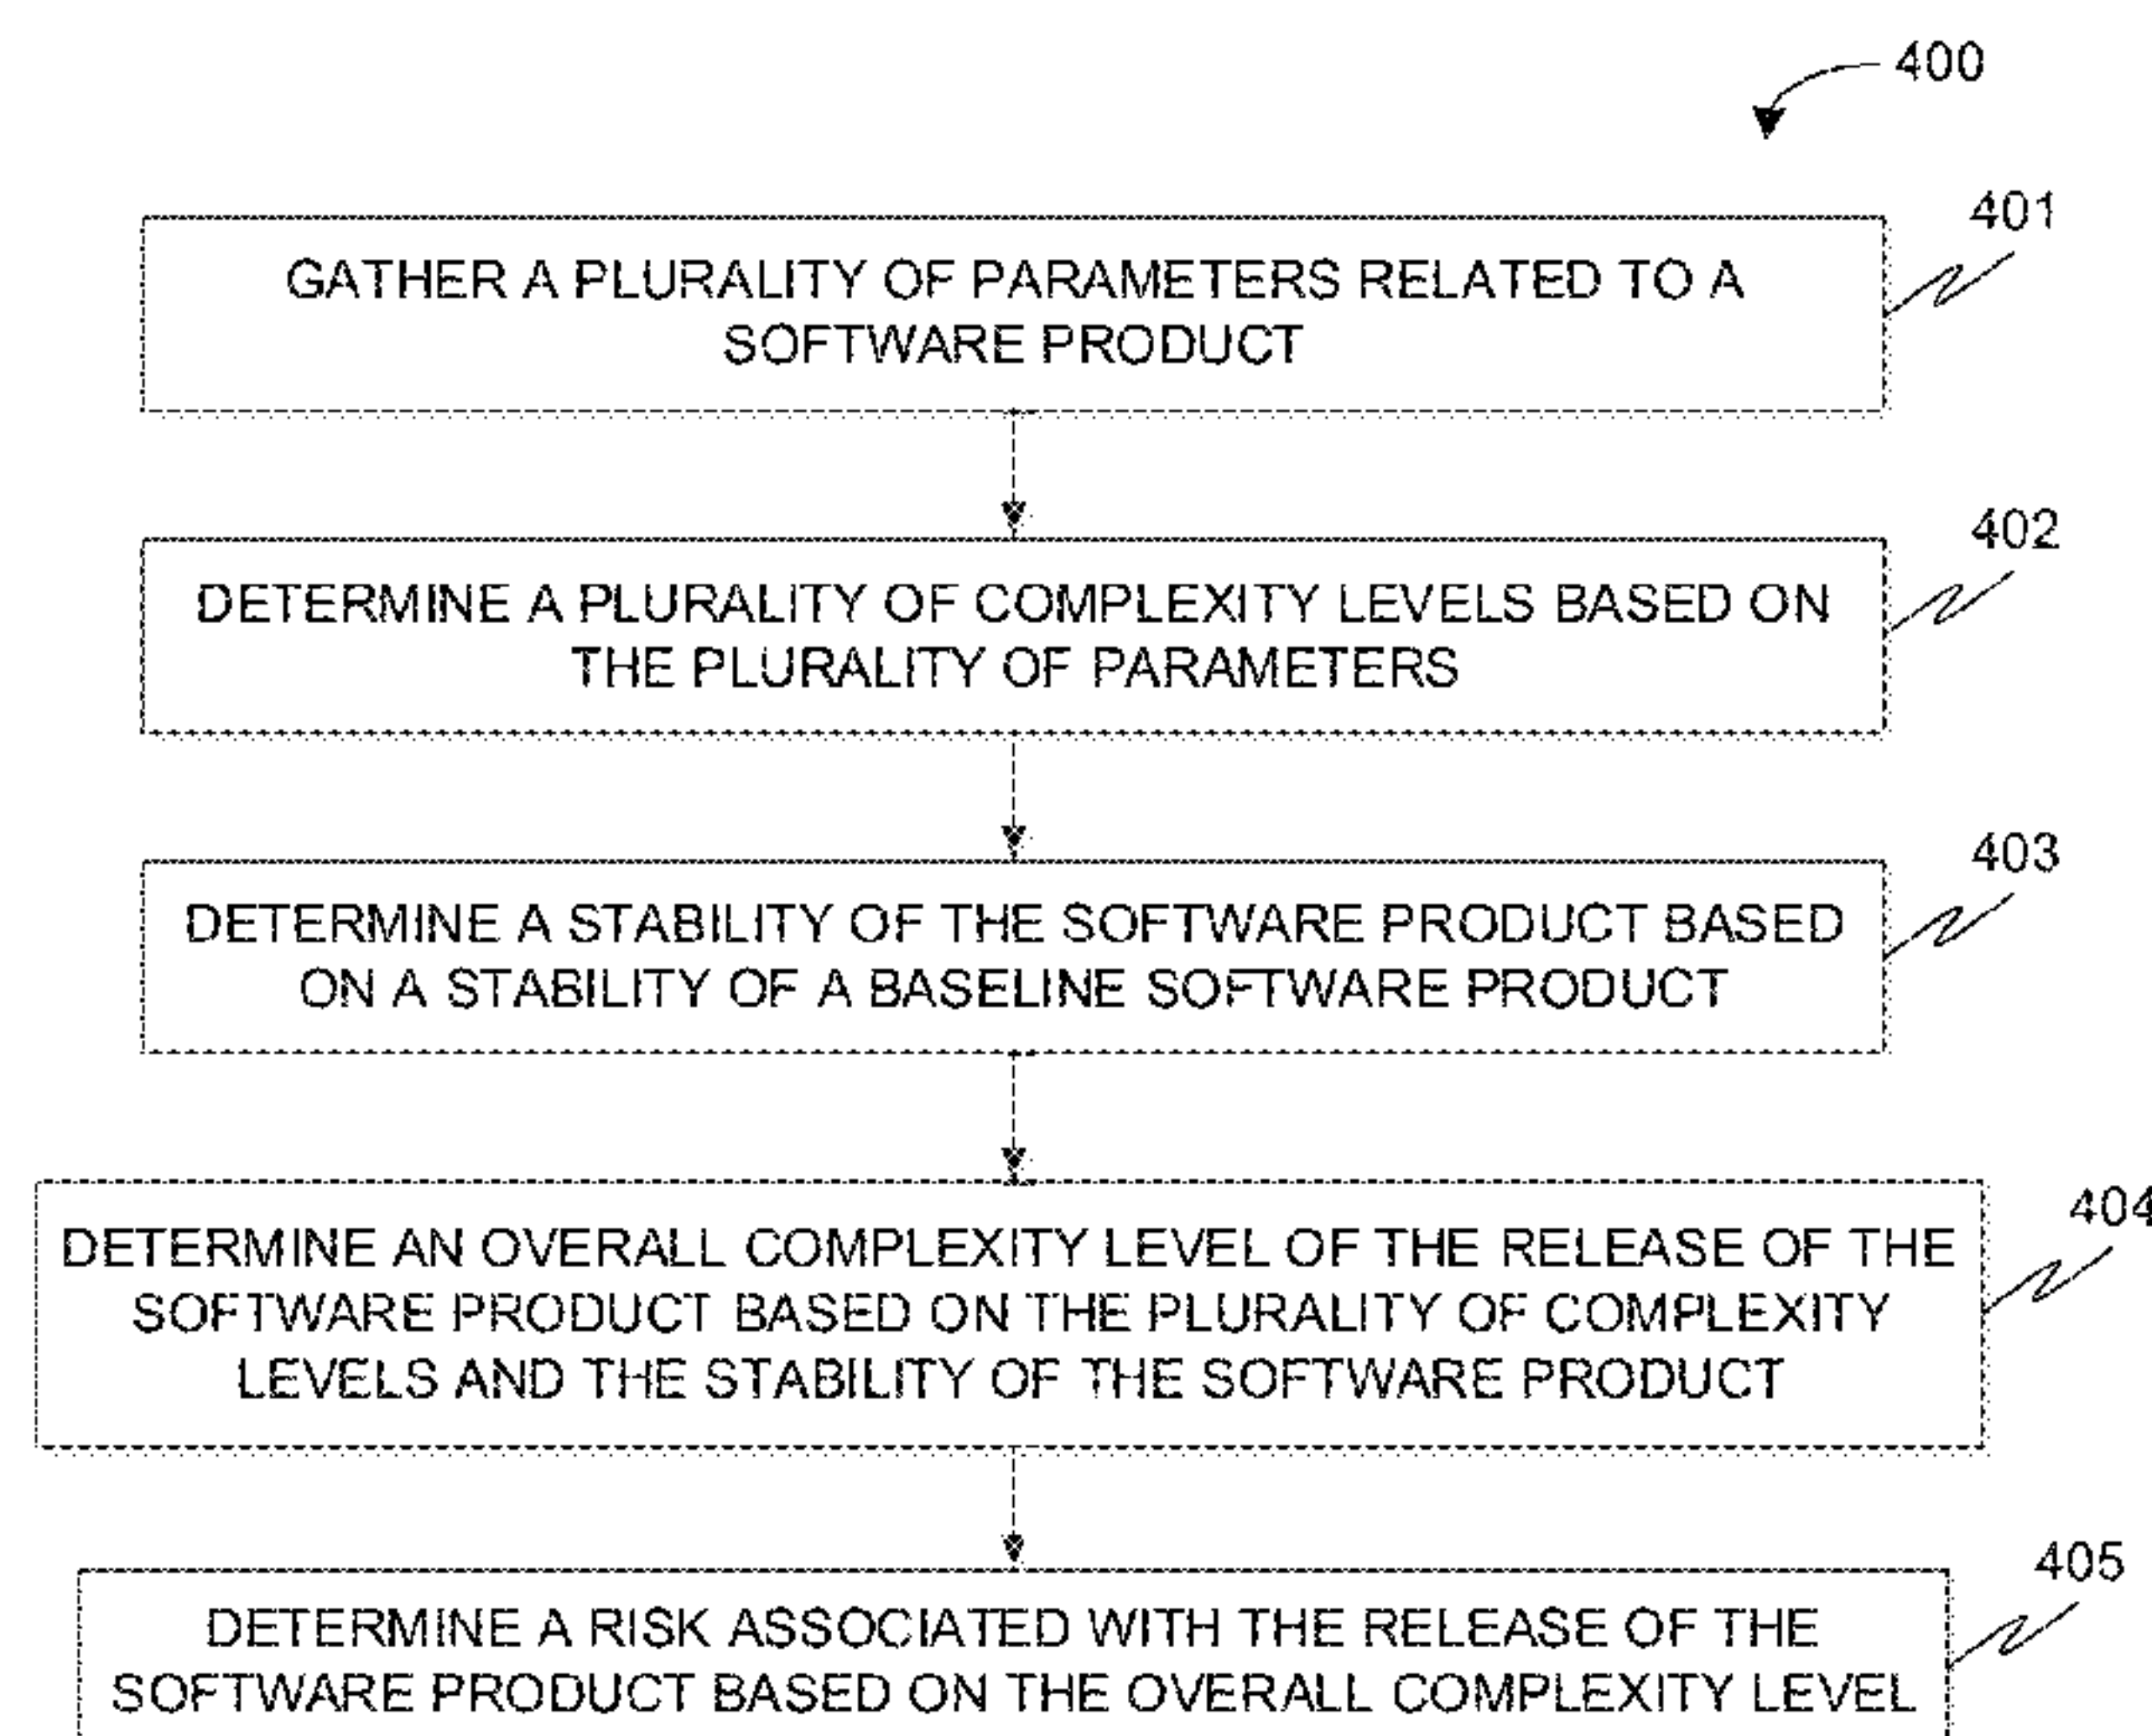 400
401
GATHER A PLURALITY OF PARAMETERS RELATED TO A
SOFTWARE PRODUCT
402
DETERMINE A PLURALITY OF COMPLEXITY LEVELS BASED ON
THE PLURALITY OF PARAMETERS
403
DETERMINE A STABILITY OF THE SOFTWARE PRODUCT BASED
ON A STABILITY OF A BASELINE SOFTWARE PRODUCT
404
DETERMINE AN OVERALL COMPLEXITY LEVEL OF THE RELEASE OF THE
SOFTWARE PRODUCT BASED ON THE PLURALITY OF COMPLEXITY
LEVELS AND THE STABILITY OF THE SOFTWARE PRODUCT
405
DETERMINE A RISK ASSOCIATED WITH THE RELEASE OF THE
SOFTWARE PRODUCT BASED ON THE OVERALL COMPLEXITY LEVEL